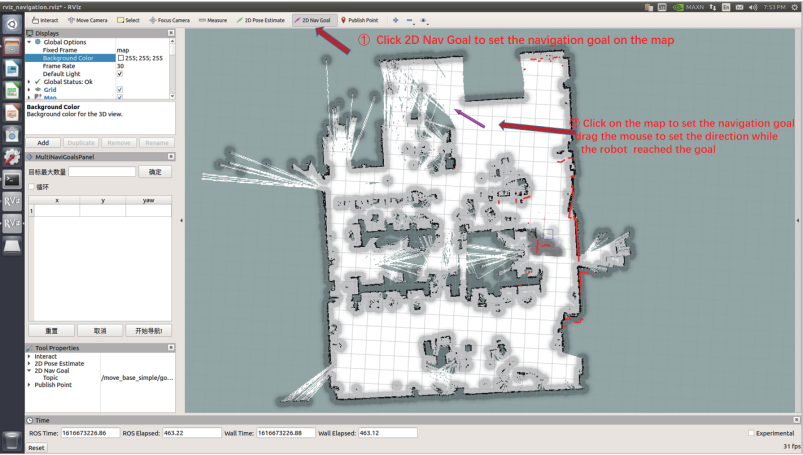 rviz_navigation.rviz* - RViz
MAXN
En
7:53 PM
Interact
Move Camera
Select
Focus Camera
Measure
2D Pose Estimate
2D Nav Goal
Publish Point
Displays
Global Options
Fixed Frame map
Background Color 255; 255; 255
Frame Rate 30
Default Light
Global Status: Ok
Grid
Map
Background Color
Background color for the 3D view.
Add Duplicate Remove Rename
MultiNaviGoalsPanel
目标最大数量 确定
循环
x y yaw
1
重置 取消 开始导航!
Tool Properties
Interact
2D Pose Estimate
2D Nav Goal
Topic /move_base_simple/go...
Publish Point
① Click 2D Nav Goal to set the navigation goal on the map
Click on the map to set the navigation goal
drag the mouse to set the direction while
the robot reached the goal
Time
ROS Time: 1616673226.86 ROS Elapsed: 463.22 Wall Time: 1616673226.88 Wall Elapsed: 463.12 Experimental
Reset 31 fps